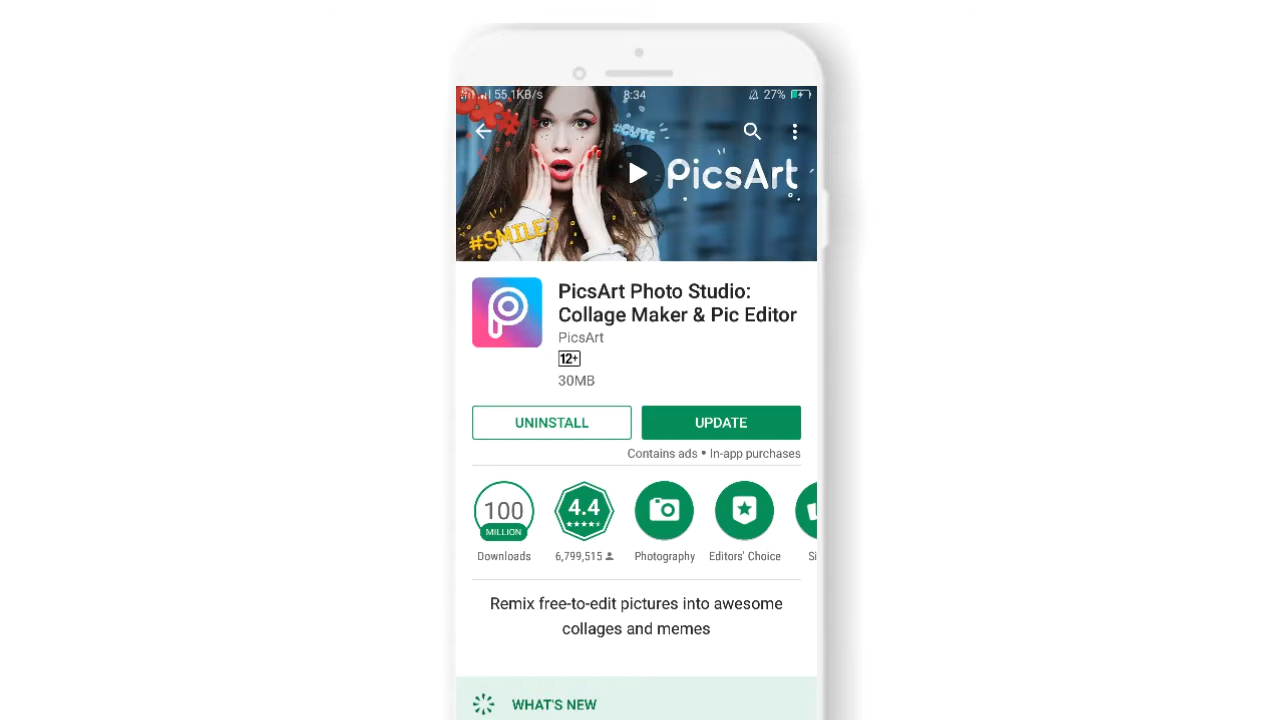 55.1KB/s 8:34 27%
#CUTE
PicsArt
#SMILE
PicsArt Photo Studio:
Collage Maker & Pic Editor
PicsArt
12+
30MB
UNINSTALL UPDATE
Contains ads • In-app purchases
100
MILLION
4.4
Downloads 6,799,515 Photography Editors' Choice Si
Remix free-to-edit pictures into awesome
collages and memes
WHAT'S NEW